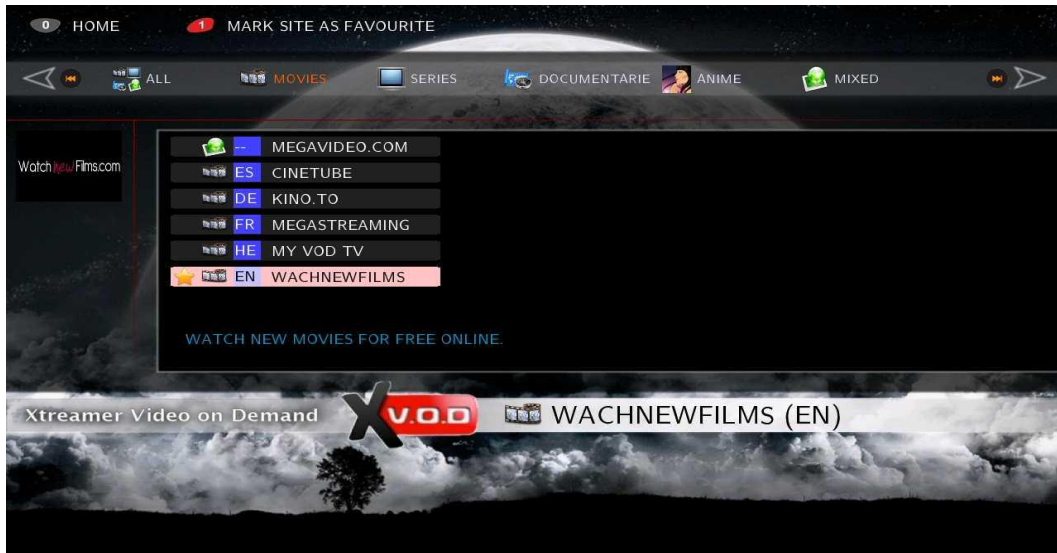 0 HOME 1 MARK SITE AS FAVOURITE
ALL MOVIES SERIES DOCUMENTARIE ANIME MIXED
Watch New Films.com
-- MEGAVIDEO.COM
ES CINETUBE
DE KINO.TO
FR MEGASTREAMING
HE MY VOD TV
EN WACHNEWFILMS
WATCH NEW MOVIES FOR FREE ONLINE.
Xtreamer Video on Demand XV.O.D WACHNEWFILMS (EN)